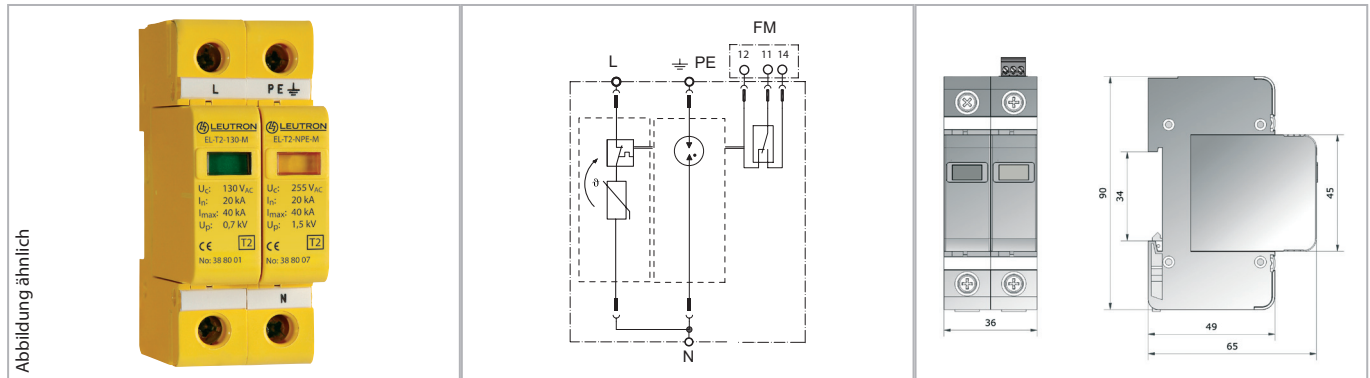 Abbildung ähnlich
L
PE
LEUTRON
EL-T2-130-M
UC: 130 VAC
In: 20 kA
Imax: 40 kA
Up: 0,7 kV
CE T2
No: 38 80 01
LEUTRON
EL-T2-NPE-M
UC: 255 VAC
In: 20 kA
Imax: 40 kA
Up: 1,5 kV
CE T2
No: 38 80 07
N
FM
12 11 14
L
PE
ϑ
N
36
90
34
45
49
65